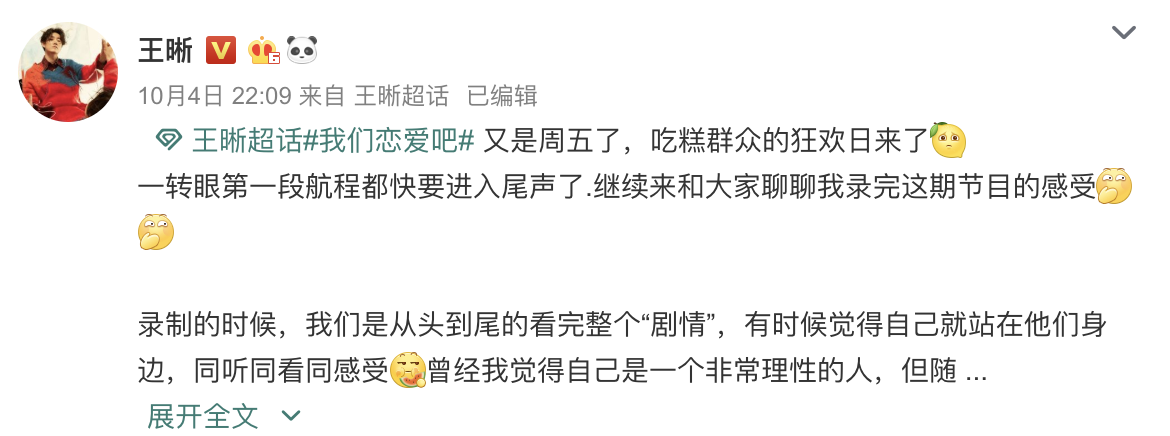 王晰
10月4日 22:09 来自 王晰超话 已编辑
王晰超话#我们恋爱吧# 又是周五了，吃糕群众的狂欢日来了
一转眼第一段航程都快要进入尾声了.继续来和大家聊聊我录完这期节目的感受
录制的时候，我们是从头到尾的看完整个“剧情”，有时候觉得自己就站在他们身
边，同听同看同感受曾经我觉得自己是一个非常理性的人，但随 ...
展开全文